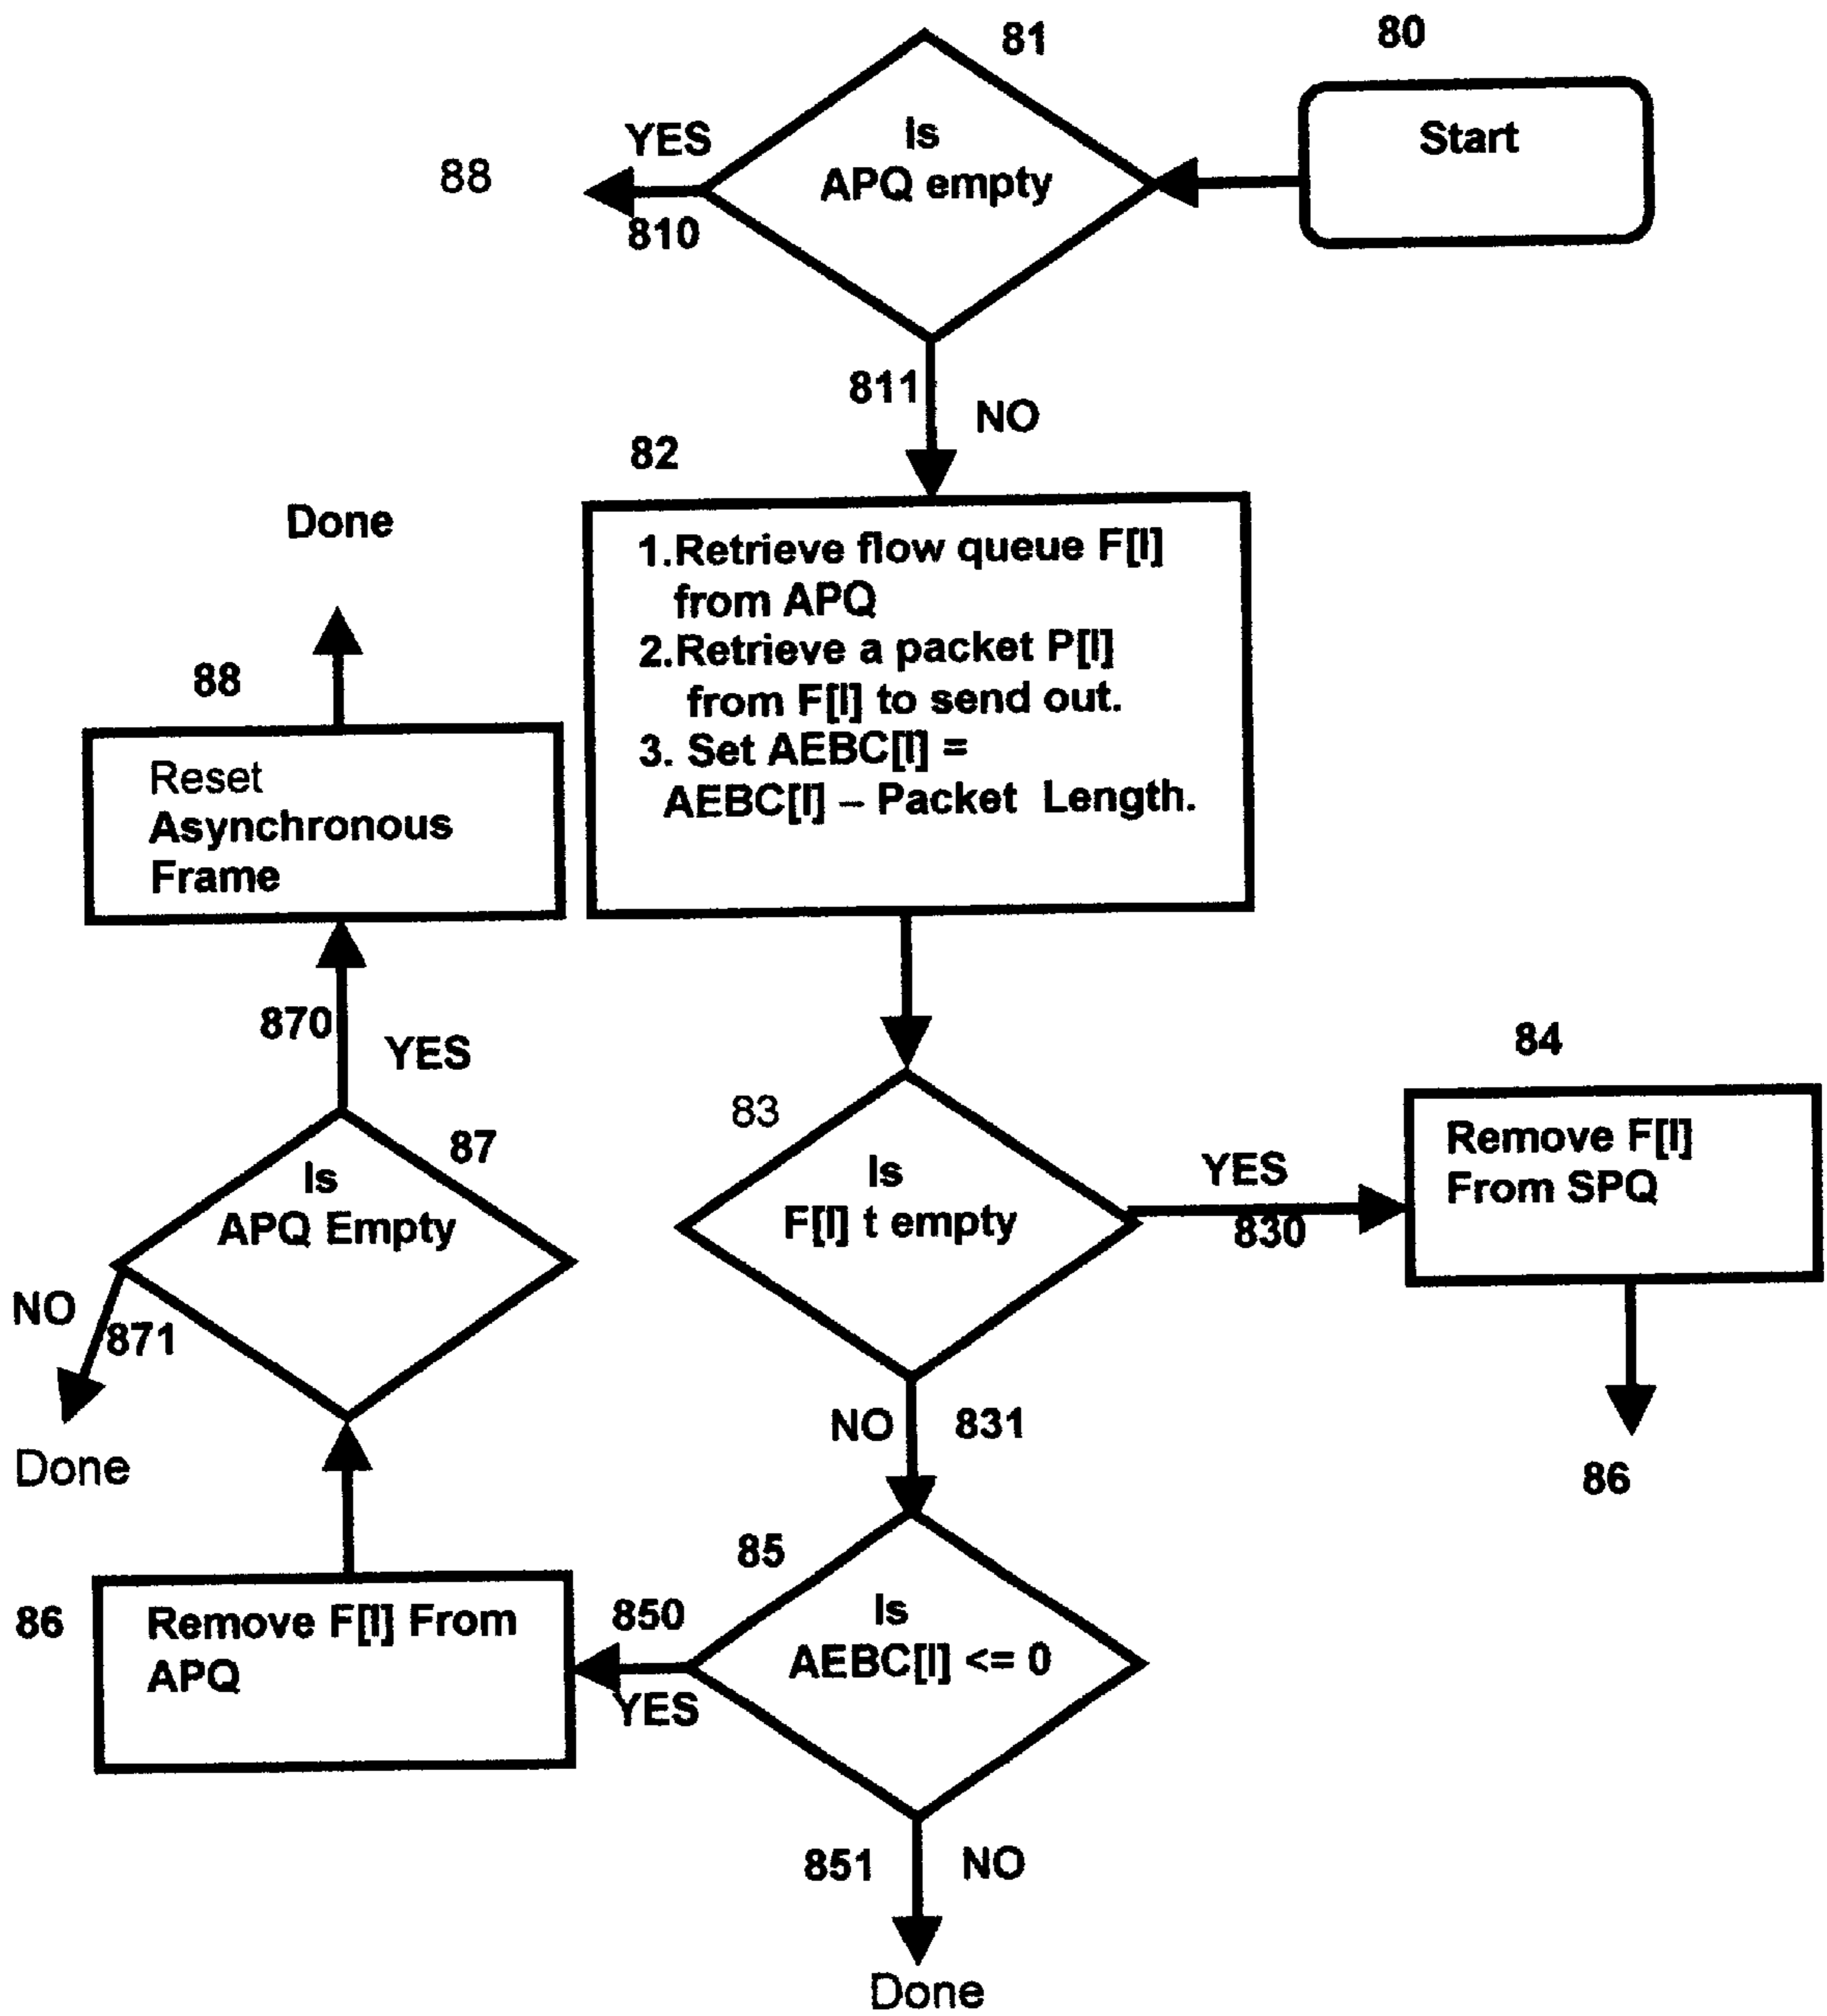 80
Start
81
Is
APQ empty
YES
810
88
811
NO
82
1.Retrieve flow queue F[I]
from APQ
2.Retrieve a packet P[I]
from F[I] to send out.
3. Set AEBC[I] =
AEBC[I] – Packet Length.
83
Is
F[I] t empty
YES
830
84
Remove F[I]
From SPQ
86
NO
831
85
Is
AEBC[I] <= 0
851
NO
Done
850
YES
86
Remove F[I] From
APQ
87
Is
APQ Empty
NO
871
Done
870
YES
88
Reset
Asynchronous
Frame
Done